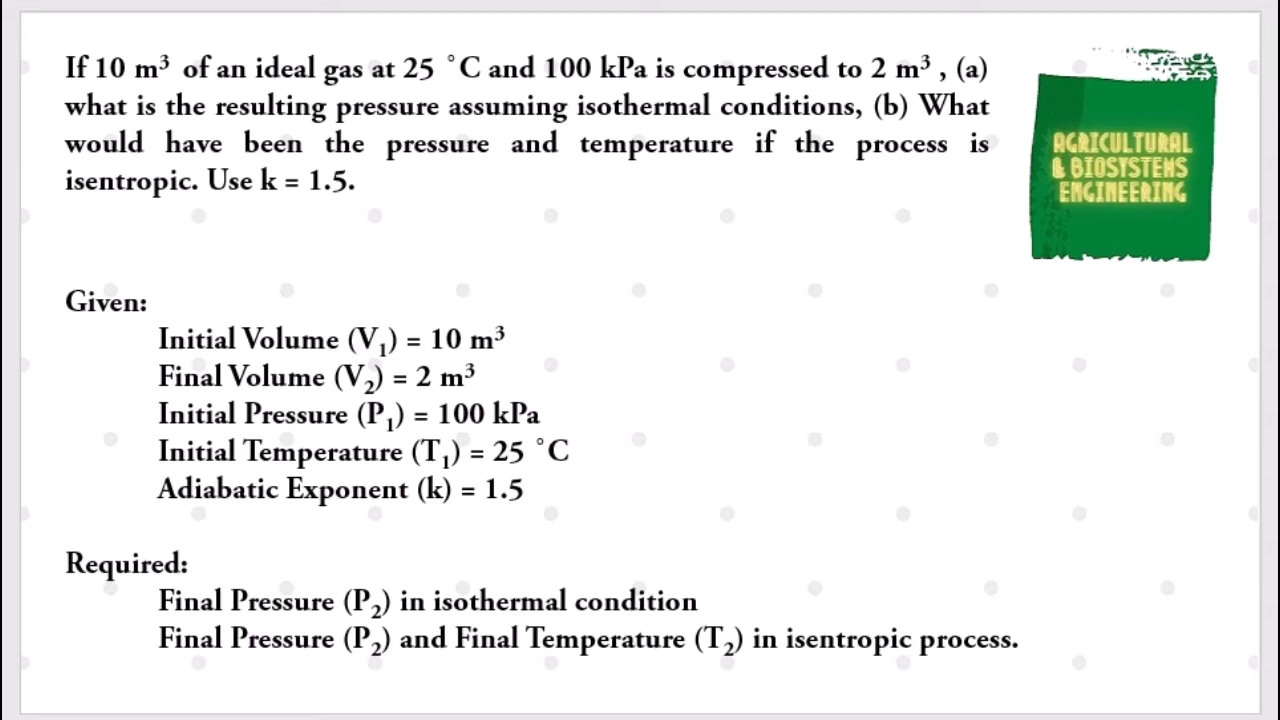 If 10 m³ of an ideal gas at 25 °C and 100 kPa is compressed to 2 m³ , (a)
what is the resulting pressure assuming isothermal conditions, (b) What
would have been the pressure and temperature if the process is
isentropic. Use k = 1.5.
AGRICULTURAL
& BIOSYSTEMS
ENGINEERING
Given:
Initial Volume (V₁) = 10 m³
Final Volume (V₂) = 2 m³
Initial Pressure (P₁) = 100 kPa
Initial Temperature (T₁) = 25 °C
Adiabatic Exponent (k) = 1.5
Required:
Final Pressure (P₂) in isothermal condition
Final Pressure (P₂) and Final Temperature (T₂) in isentropic process.